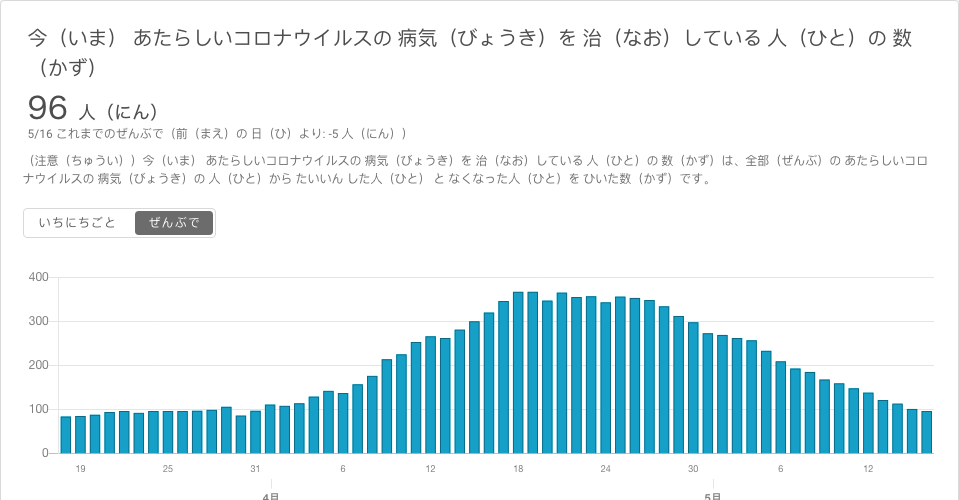 今（いま） あたらしいコロナウイルスの 病気（びょうき）を 治（なお）している 人（ひと）の 数
（かず）
96 人（にん）
5/16 これまでのぜんぶで（前（まえ）の 日（ひ）より: -5 人（にん））
（注意（ちゅうい））今（いま） あたらしいコロナウイルスの 病気（びょうき）を 治（なお）している 人（ひと）の 数（かず）は、全部（ぜんぶ）の あたらしいコロ
ナウイルスの 病気（びょうき）の 人（ひと）から たいいん した人（ひと） と なくなった人（ひと）を ひいた数（かず）です。
いちにちごと ぜんぶで
400
300
200
100
0
19 25 31 6 12 18 24 30 6 12
4月 5月